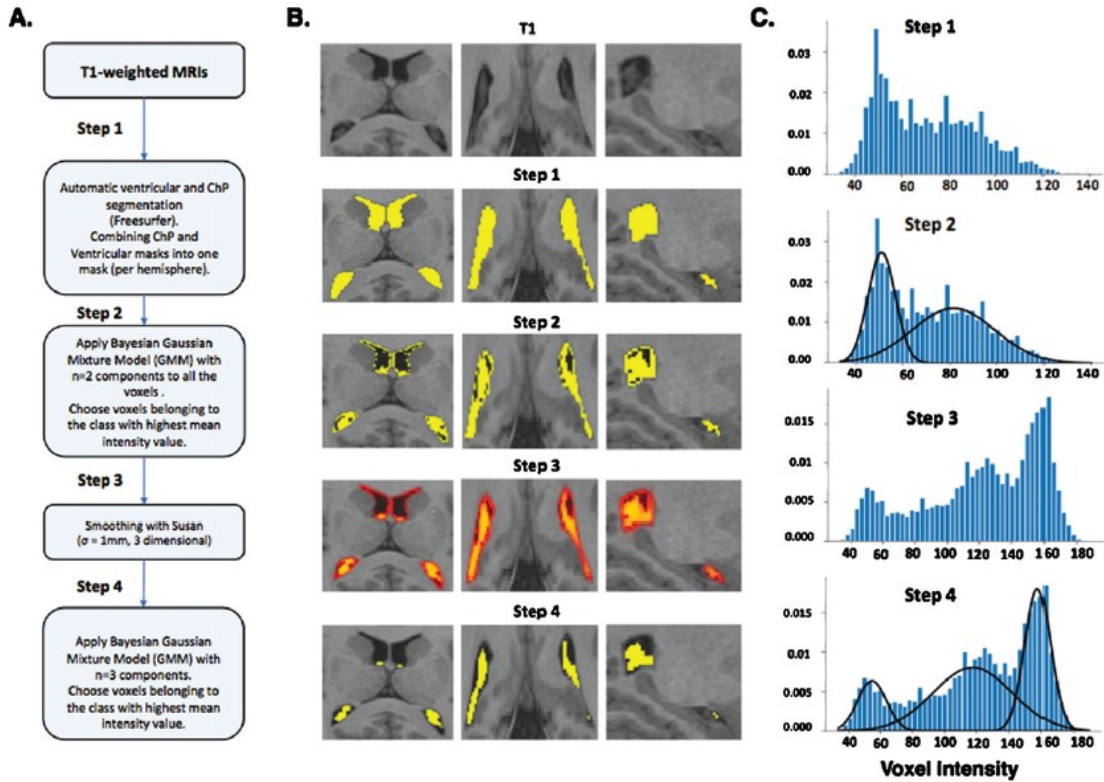 A.
T1-weighted MRIs
Step 1
Automatic ventricular and ChP
segmentation
(Freesurfer).
Combining ChP and
Ventricular masks into one
mask (per hemisphere).
Step 2
Apply Bayesian Gaussian
Mixture Model (GMM) with
n=2 components to all the
voxels .
Choose voxels belonging to
the class with highest mean
intensity value.
Step 3
Smoothing with Susan
(σ = 1mm, 3 dimensional)
Step 4
Apply Bayesian Gaussian
Mixture Model (GMM) with
n=3 components.
Choose voxels belonging to
the class with highest mean
intensity value.
B.
T1
Step 1
Step 2
Step 3
Step 4
C.
Step 1
0.03
0.02
0.01
0.00
40 60 80 100 120 140
Step 2
0.03
0.02
0.01
0.00
40 60 80 100 120 140
Step 3
0.015
0.010
0.005
0.000
40 60 80 100 120 140 160 180
Step 4
0.015
0.010
0.005
0.000
40 60 80 100 120 140 160 180
Voxel Intensity